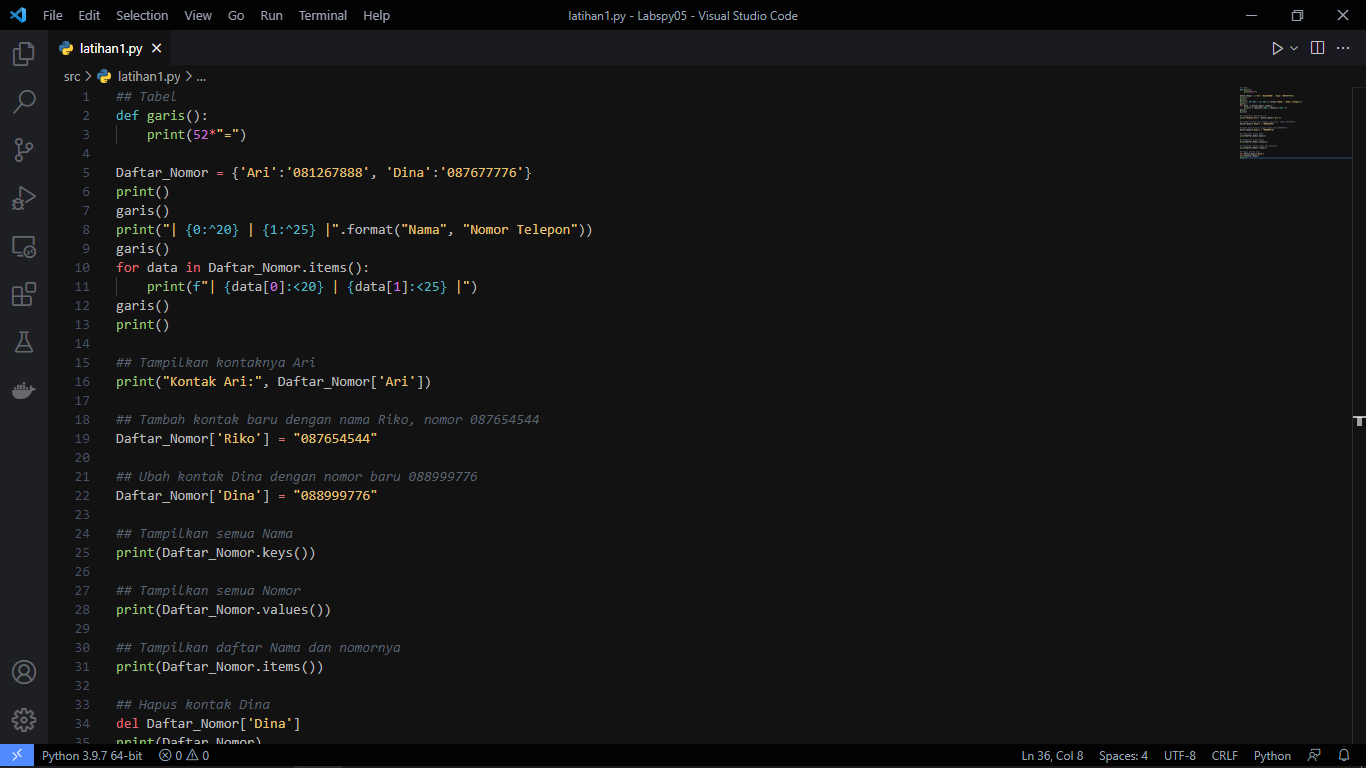 File Edit Selection View Go Run Terminal Help latihan1.py - Labspy05 - Visual Studio Code
latihan1.py
src > latihan1.py > ...
1 ## Tabel
2 def garis():
3     print(52*"=")
4
5 Daftar_Nomor = {'Ari':'081267888', 'Dina':'087677776'}
6 print()
7 garis()
8 print("| {0:^20} | {1:^25} |".format("Nama", "Nomor Telepon"))
9 garis()
10 for data in Daftar_Nomor.items():
11     print(f"| {data[0]:<20} | {data[1]:<25} |")
12 garis()
13 print()
14
15 ## Tampilkan kontaknya Ari
16 print("Kontak Ari:", Daftar_Nomor['Ari'])
17
18 ## Tambah kontak baru dengan nama Riko, nomor 087654544
19 Daftar_Nomor['Riko'] = "087654544"
20
21 ## Ubah kontak Dina dengan nomor baru 088999776
22 Daftar_Nomor['Dina'] = "088999776"
23
24 ## Tampilkan semua Nama
25 print(Daftar_Nomor.keys())
26
27 ## Tampilkan semua Nomor
28 print(Daftar_Nomor.values())
29
30 ## Tampilkan daftar Nama dan nomornya
31 print(Daftar_Nomor.items())
32
33 ## Hapus kontak Dina
34 del Daftar_Nomor['Dina']
35 print(Daftar_Nomor)
Python 3.9.7 64-bit 0 0 Ln 36, Col 8 Spaces: 4 UTF-8 CRLF Python